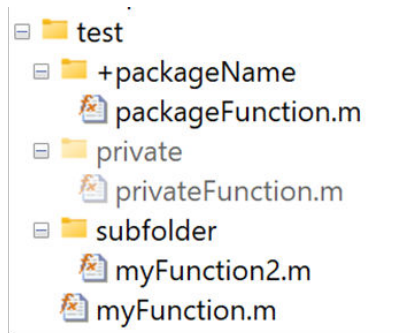 test
+packageName
packageFunction.m
private
privateFunction.m
subfolder
myFunction2.m
myFunction.m